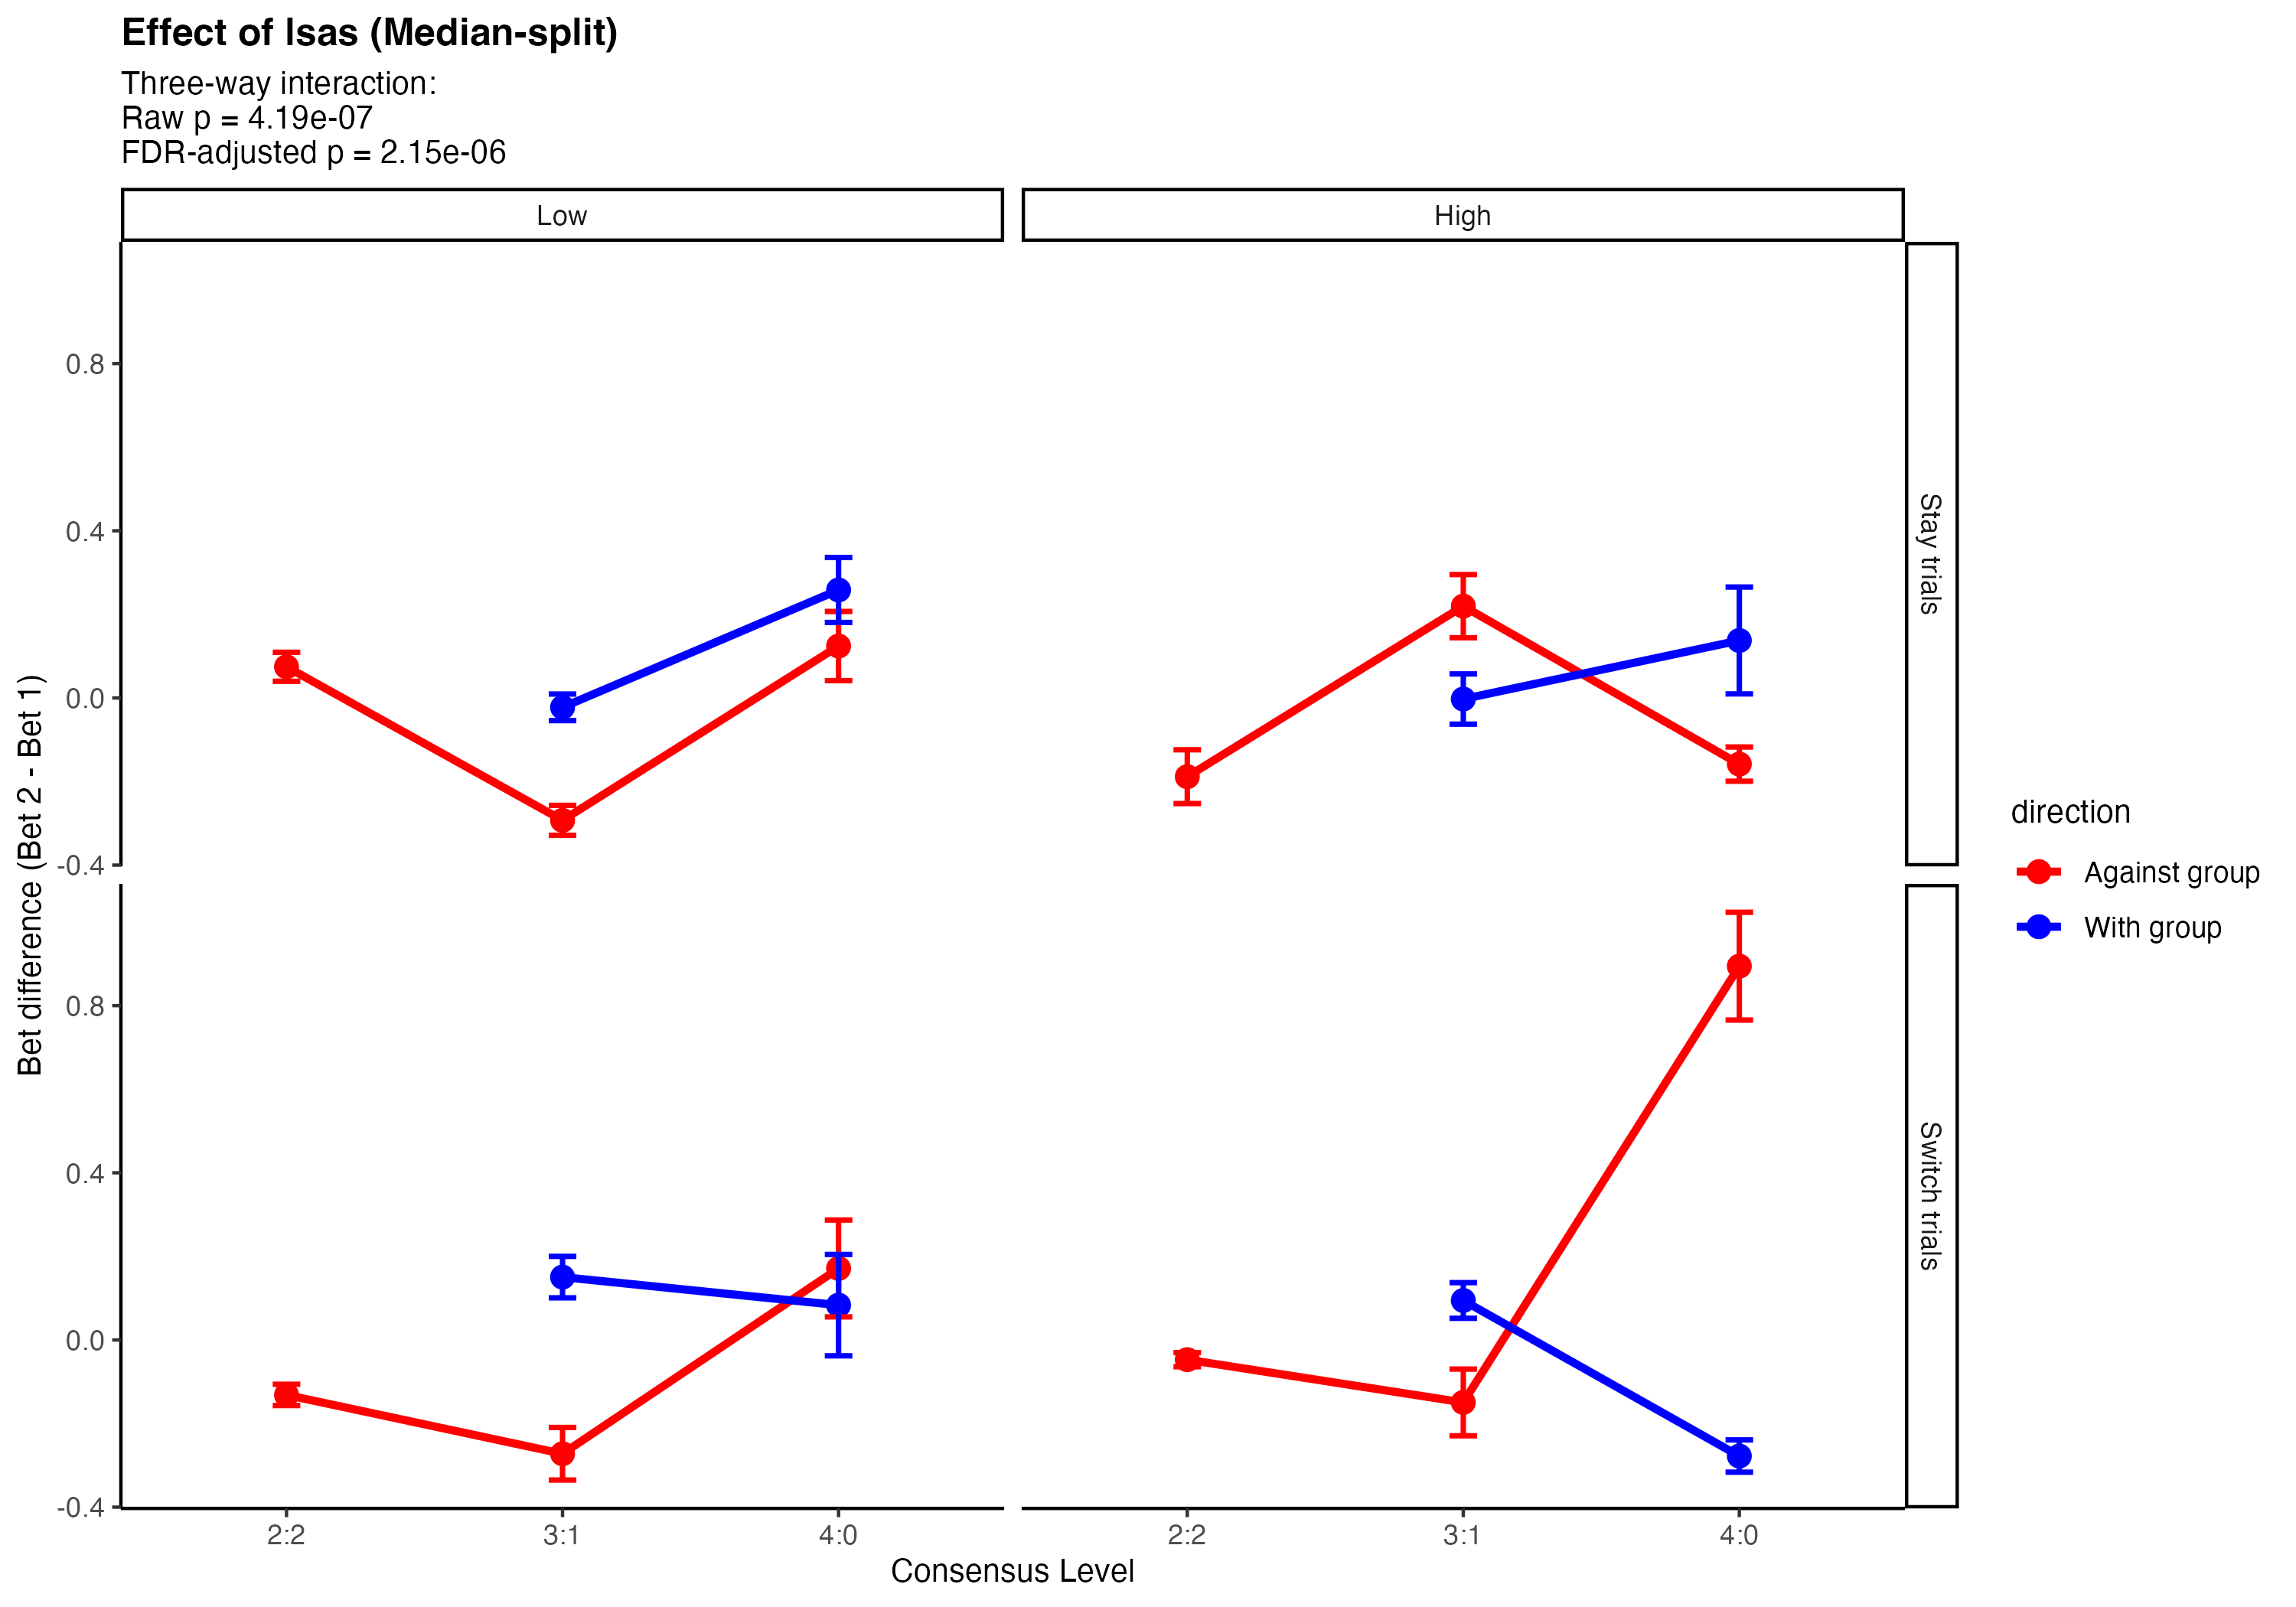 Effect of lsas (Median-split)
Three-way interaction:
Raw p = 4.19e-07
FDR-adjusted p = 2.15e-06
Low
High
Stay trials
Switch trials
Bet difference (Bet 2 - Bet 1)
0.8
0.4
0.0
-0.4
0.8
0.4
0.0
-0.4
2:2
3:1
4:0
2:2
3:1
4:0
Consensus Level
direction
Against group
With group